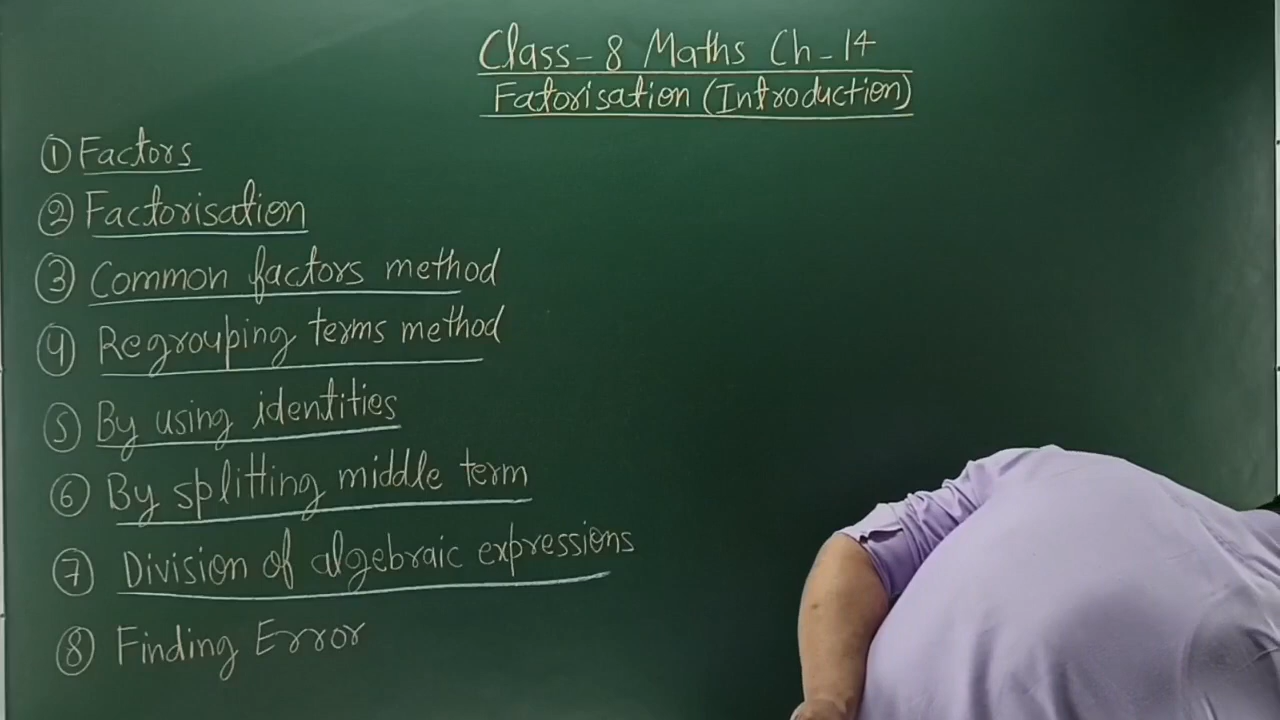 Class-8 Maths Ch-14
Fatorisation (Introduction)
① Factors
② Factorisation
③ Common factors method
④ Regrouping terms method
⑤ By using identities
⑥ By splitting middle term
⑦ Division of algebraic expressions
⑧ Finding Error